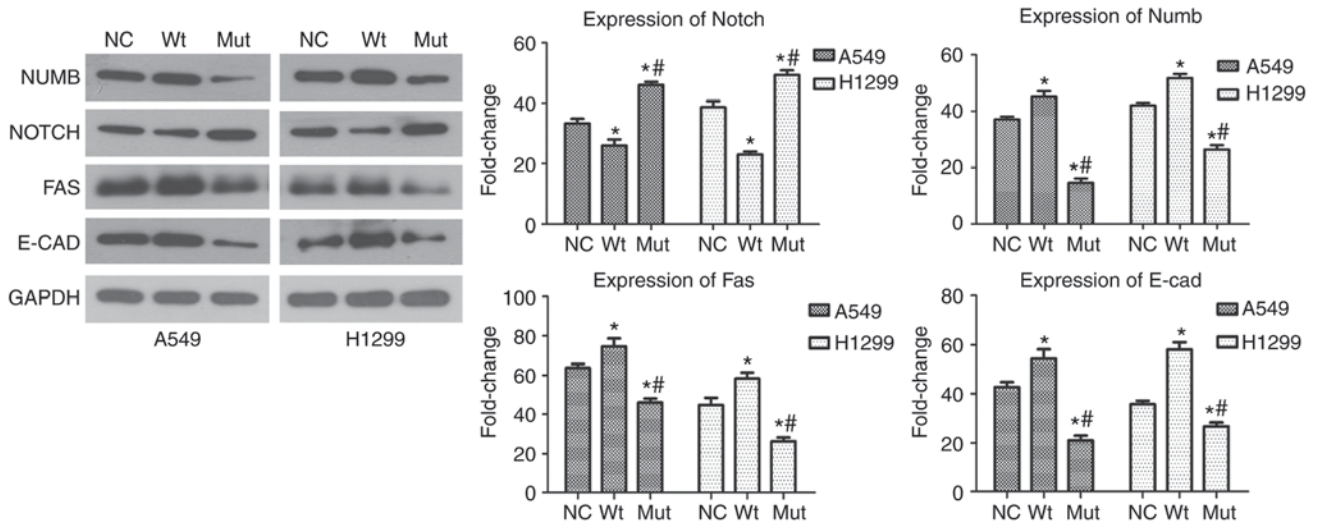 NC Wt Mut NC Wt Mut
NUMB
NOTCH
FAS
E-CAD
GAPDH
A549 H1299
Expression of Notch
Fold-change
60
40
20
0
*
*#
*
*#
NC Wt Mut NC Wt Mut
A549
H1299
Expression of Numb
Fold-change
60
40
20
0
*
*#
*
*#
NC Wt Mut NC Wt Mut
A549
H1299
Expression of Fas
Fold-change
100
80
60
40
20
0
*
*#
*
*#
NC Wt Mut NC Wt Mut
A549
H1299
Expression of E-cad
Fold-change
80
60
40
20
0
*
*#
*
*#
NC Wt Mut NC Wt Mut
A549
H1299